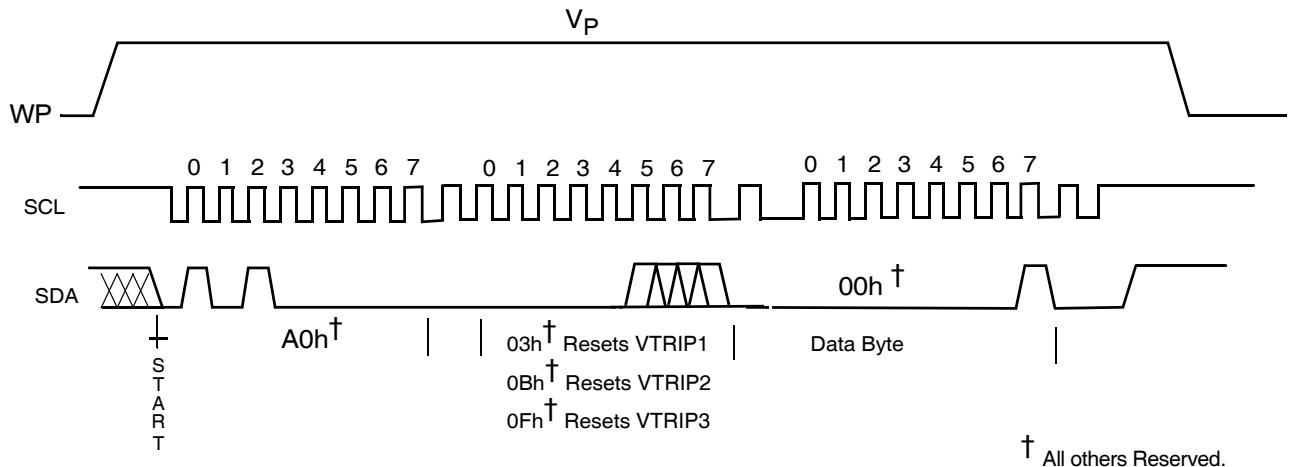 VP
WP
0 1 2 3 4 5 6 7 0 1 2 3 4 5 6 7 0 1 2 3 4 5 6 7
SCL
SDA
00h †
A0h†
03h† Resets VTRIP1
Data Byte
0Bh† Resets VTRIP2
0Fh† Resets VTRIP3
START
† All others Reserved.